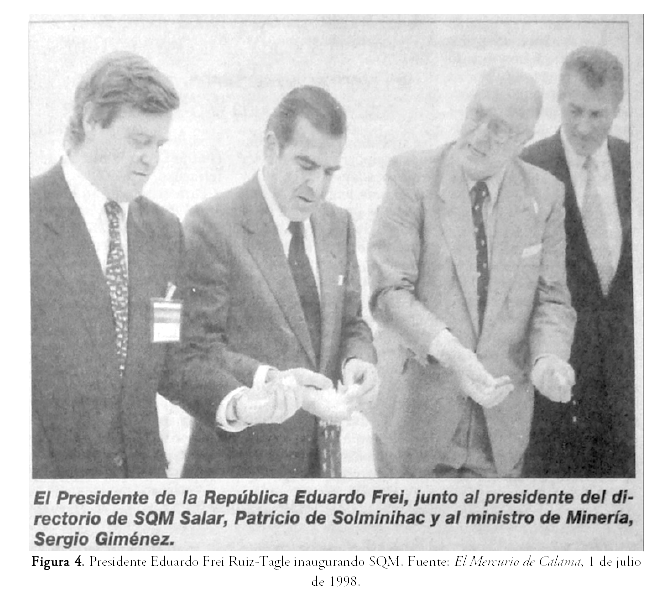 El Presidente de la República Eduardo Frei, junto al presidente del di-
rectorio de SQM Salar, Patricio de Solminihac y al ministro de Minería,
Sergio Giménez.
Figura 4. Presidente Eduardo Frei Ruiz-Tagle inaugurando SQM. Fuente: El Mercurio de Calama, 1 de julio
de 1998.